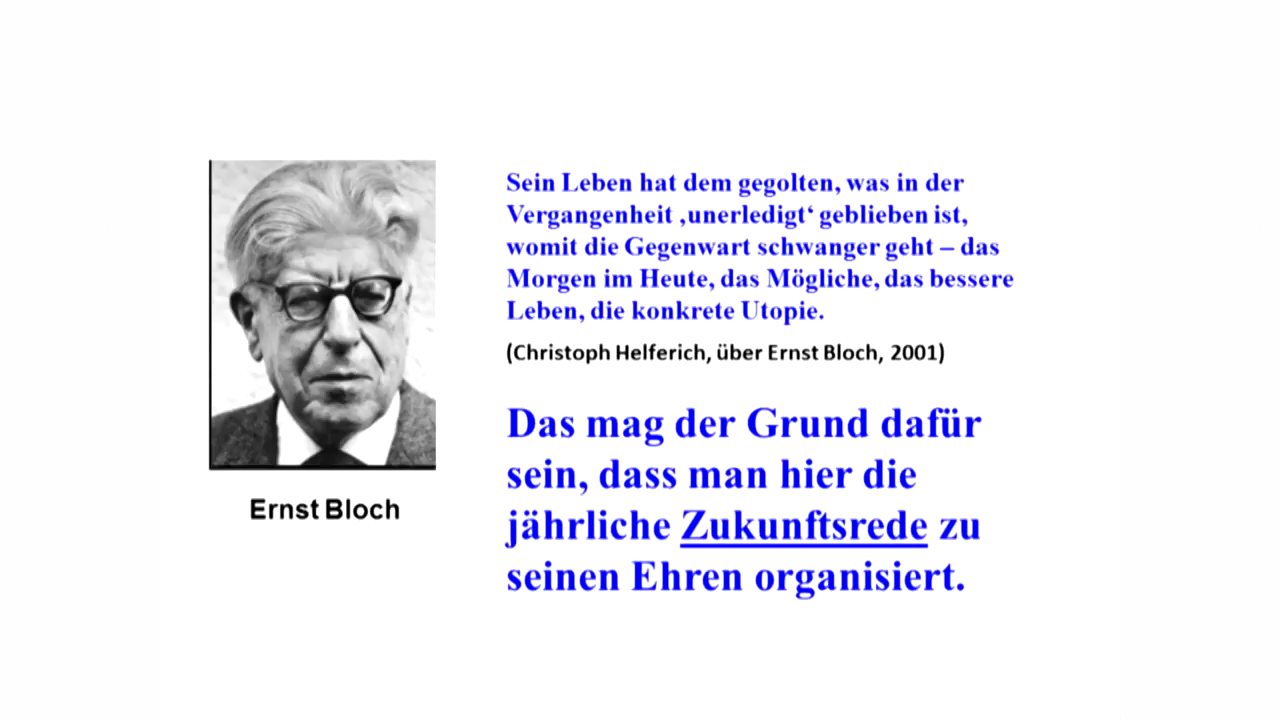 Sein Leben hat dem gegolten, was in der
Vergangenheit ‚unerledigt‘ geblieben ist,
womit die Gegenwart schwanger geht – das
Morgen im Heute, das Mögliche, das bessere
Leben, die konkrete Utopie.
(Christoph Helferich, über Ernst Bloch, 2001)
Das mag der Grund dafür
sein, dass man hier die
jährliche Zukunftsrede zu
seinen Ehren organisiert.
Ernst Bloch